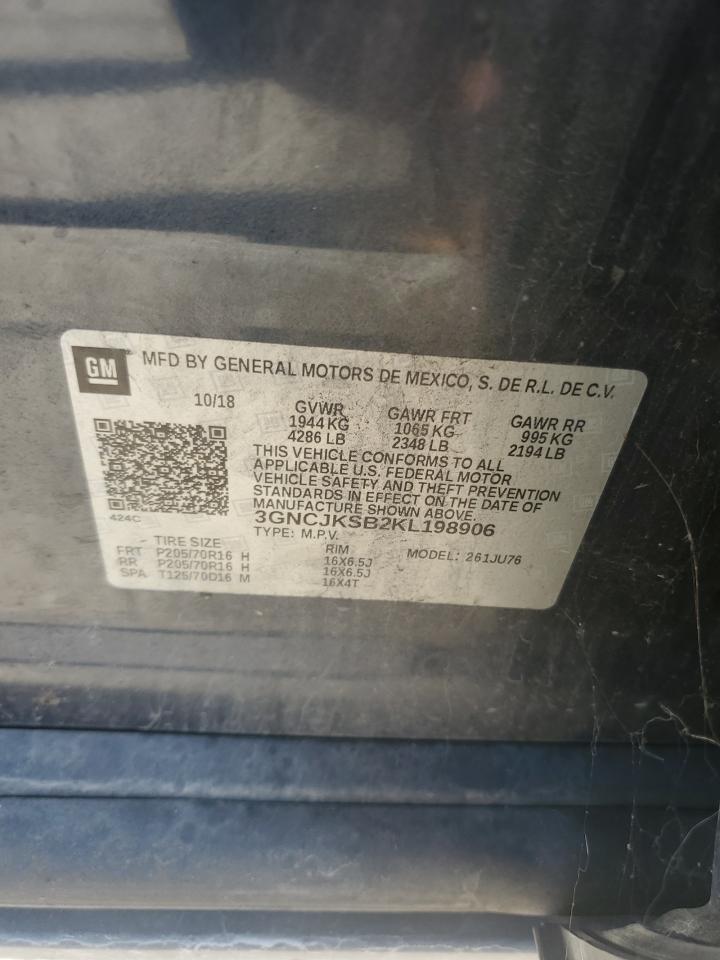 GM MFD BY GENERAL MOTORS DE MEXICO, S. DE R.L. DE C.V.
10/18 GVWR GAWR FRT GAWR RR
1944 KG 1065 KG 995 KG
4286 LB 2348 LB 2194 LB
THIS VEHICLE CONFORMS TO ALL
APPLICABLE U.S. FEDERAL MOTOR
VEHICLE SAFETY AND THEFT PREVENTION
STANDARDS IN EFFECT ON THE DATE OF
MANUFACTURE SHOWN ABOVE.
424C
3GNCJKSB2KL198906
TYPE: M.P.V.
TIRE SIZE RIM MODEL: 261JU76
FRT P205/70R16 H 16X6.5J
RR P205/70R16 H 16X6.5J
SPA T125/70D16 M 16X4T